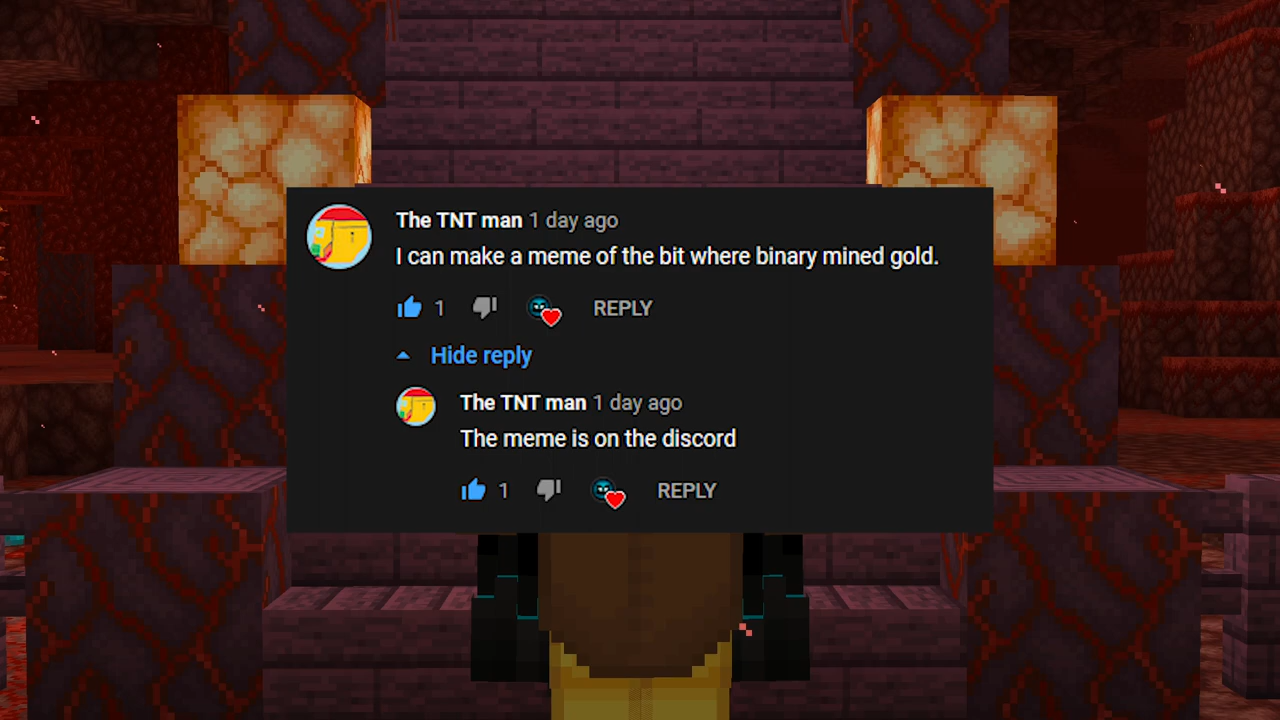 The TNT man 1 day ago
I can make a meme of the bit where binary mined gold.
1 REPLY
Hide reply
The TNT man 1 day ago
The meme is on the discord
1 REPLY